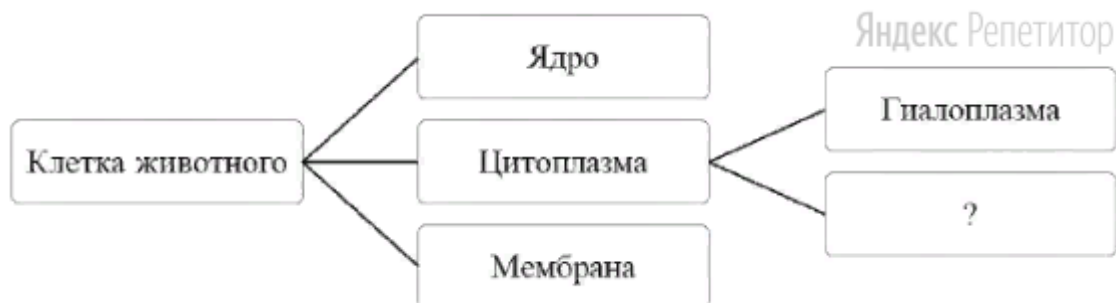 Яндекс Репетитор
Ядро
Гиалоплазма
Клетка животного
Цитоплазма
?
Мембрана